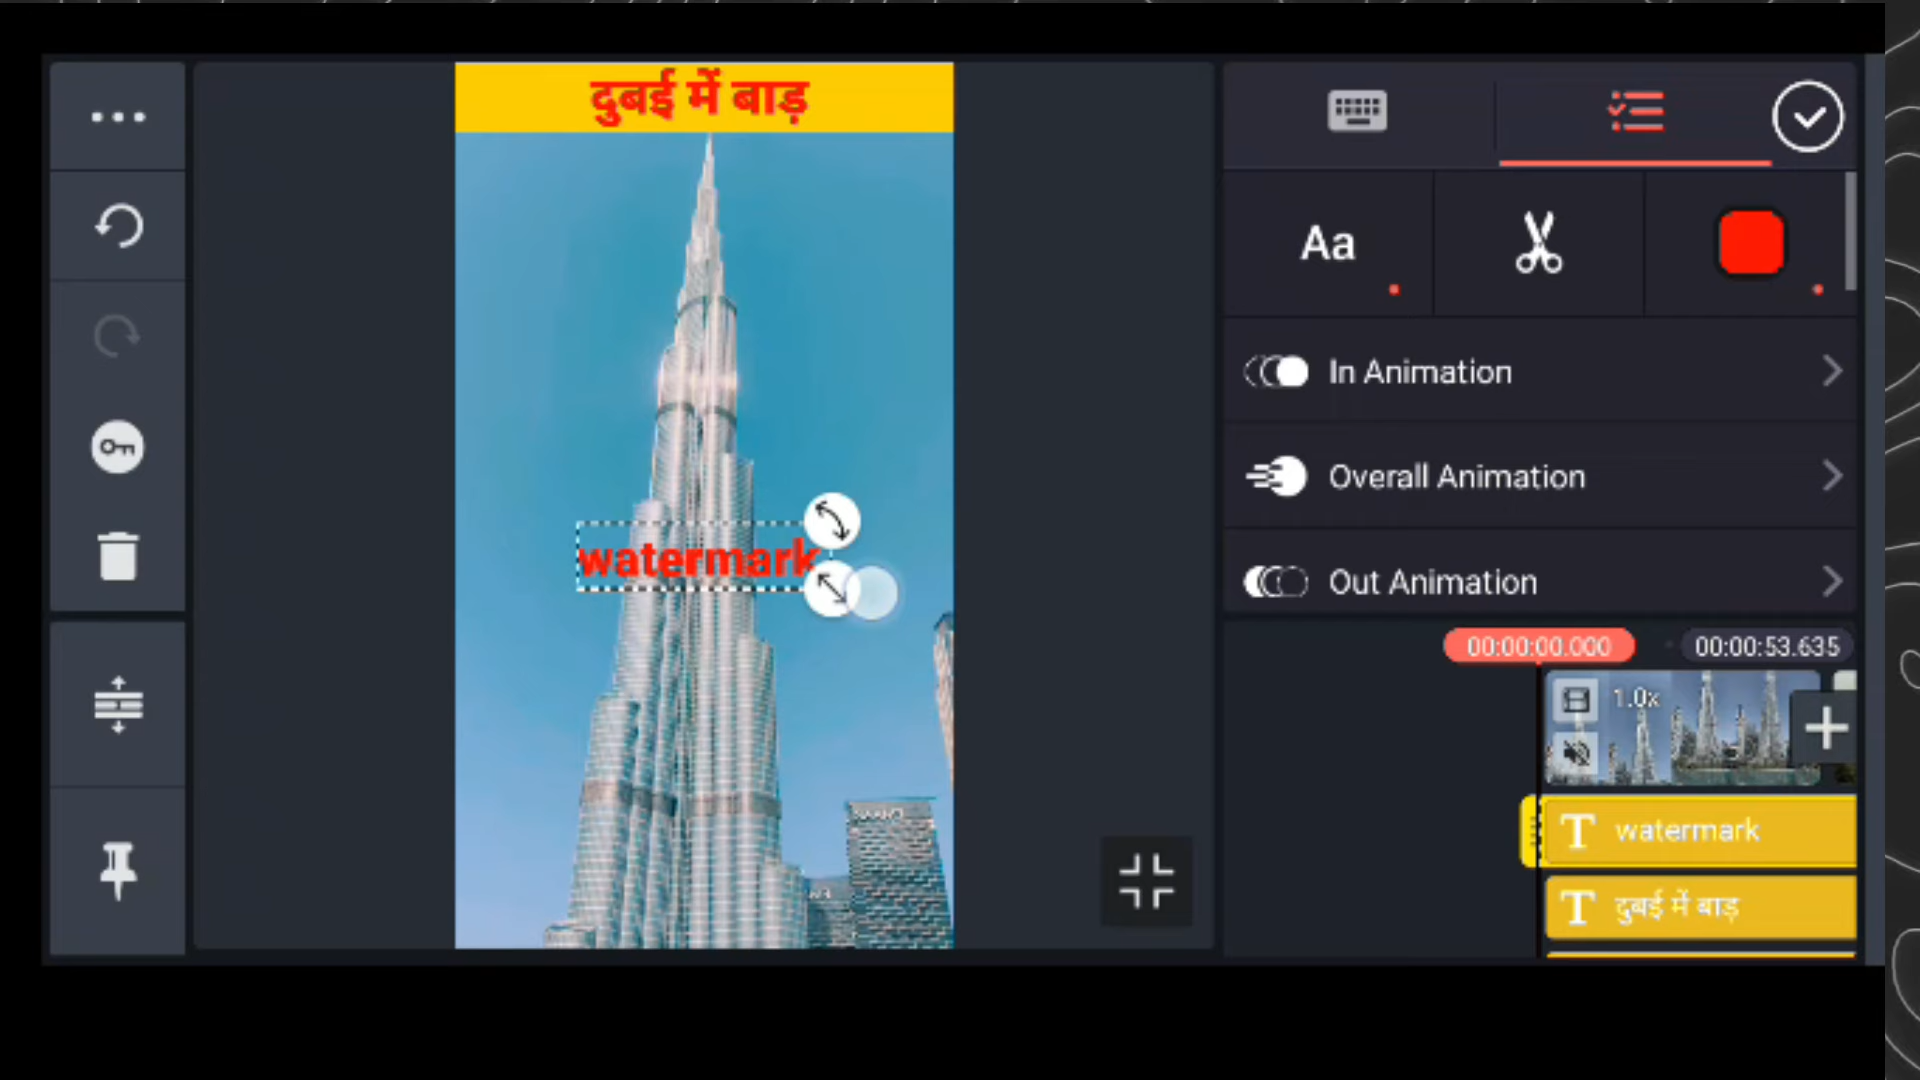 दुबई में बाड़
watermark
Aa
In Animation
Overall Animation
Out Animation
00:00:00.000
00:00:53.635
1.0x
T watermark
T दुबई में बाड़